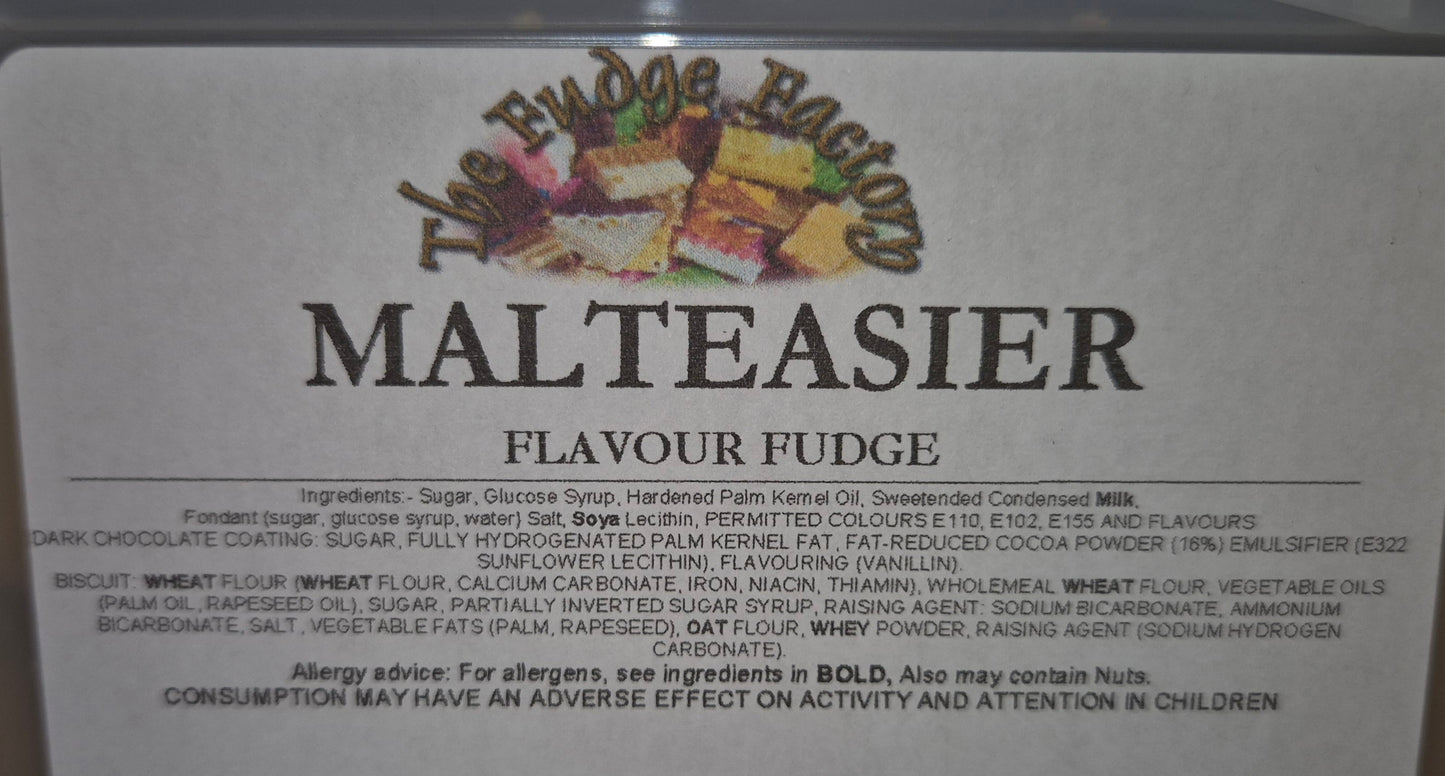 The Fudge Factory
MALTEASIER
FLAVOUR FUDGE
Ingredients:- Sugar, Glucose Syrup, Hardened Palm Kernel Oil, Sweetended Condensed Milk,
Fondant (sugar, glucose syrup, water) Salt, Soya Lecithin, PERMITTED COLOURS E110, E102, E155 AND FLAVOURS
DARK CHOCOLATE COATING: SUGAR, FULLY HYDROGENATED PALM KERNEL FAT, FAT-REDUCED COCOA POWDER (16%) EMULSIFIER (E322
SUNFLOWER LECITHIN), FLAVOURING (VANILLIN).
BISCUIT: WHEAT FLOUR (WHEAT FLOUR, CALCIUM CARBONATE, IRON, NIACIN, THIAMIN), WHOLEMEAL WHEAT FLOUR, VEGETABLE OILS
(PALM OIL, RAPESEED OIL), SUGAR, PARTIALLY INVERTED SUGAR SYRUP, RAISING AGENT: SODIUM BICARBONATE, AMMONIUM
BICARBONATE, SALT, VEGETABLE FATS (PALM, RAPESEED), OAT FLOUR, WHEY POWDER, RAISING AGENT (SODIUM HYDROGEN
CARBONATE).
Allergy advice: For allergens, see ingredients in BOLD, Also may contain Nuts.
CONSUMPTION MAY HAVE AN ADVERSE EFFECT ON ACTIVITY AND ATTENTION IN CHILDREN